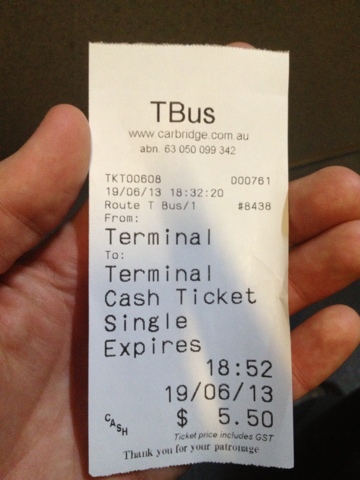 TBus
www.carbridge.com.au
abn. 63 050 099 342
TKT00608 D00761
19/06/13 18:32:20
Route T Bus/1 #8438
From:
Terminal
To:
Terminal
Cash Ticket
Single
Expires
18:52
19/06/13
CASH $ 5.50
Ticket price includes GST
Thank you for your patronage